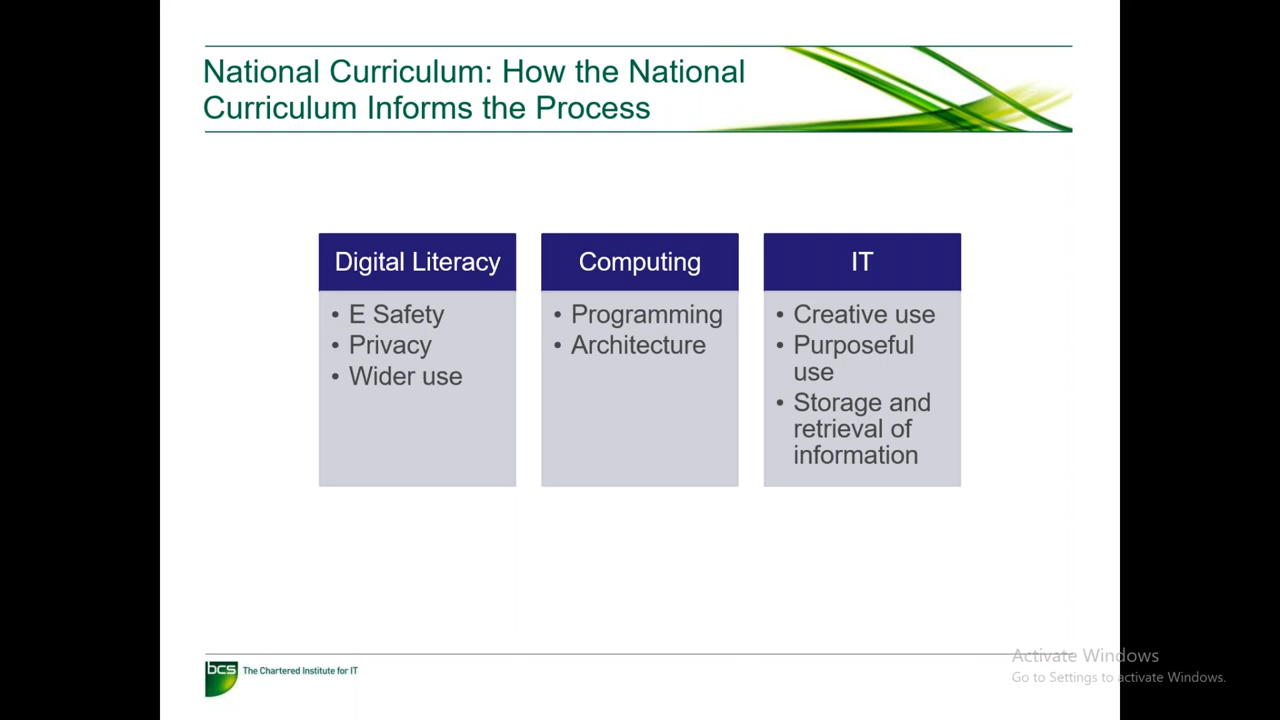 National Curriculum: How the National
Curriculum Informs the Process
Digital Literacy
• E Safety
• Privacy
• Wider use
Computing
• Programming
• Architecture
IT
• Creative use
• Purposeful
use
• Storage and
retrieval of
information
bcs The Chartered Institute for IT
Activate Windows
Go to Settings to activate Windows.